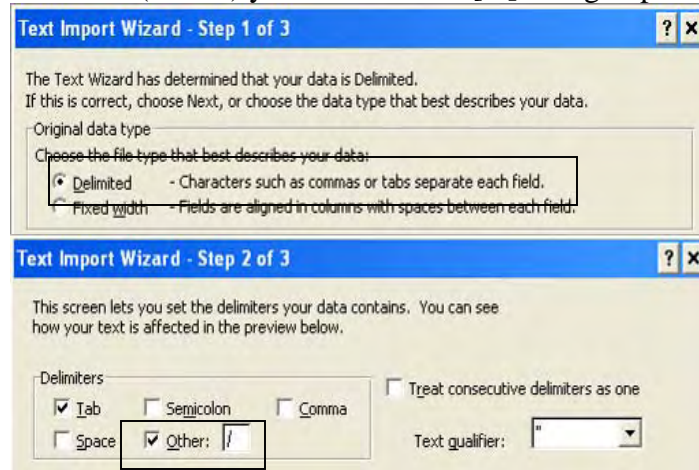 Text Import Wizard - Step 1 of 3
The Text Wizard has determined that your data is Delimited.
If this is correct, choose Next, or choose the data type that best describes your data.
Original data type
Choose the file type that best describes your data:
Delimited - Characters such as commas or tabs separate each field.
Fixed width - Fields are aligned in columns with spaces between each field.
Text Import Wizard - Step 2 of 3
This screen lets you set the delimiters your data contains. You can see
how your text is affected in the preview below.
Delimiters
Treat consecutive delimiters as one
Tab Semicolon Comma
Space Other: / Text qualifier: "